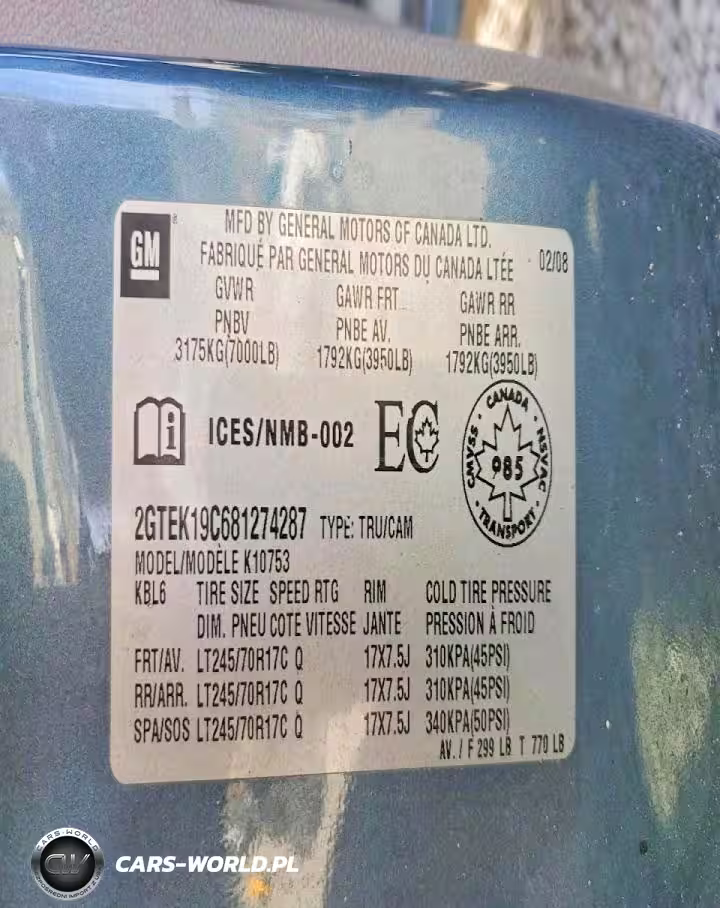 GM
MFD BY GENERAL MOTORS OF CANADA LTD.
FABRIQUÉ PAR GENERAL MOTORS DU CANADA LTÉE 02/08
GVWR GAWR FRT GAWR RR
PNBV PNBE AV. PNBE ARR.
3175KG(7000LB) 1792KG(3950LB) 1792KG(3950LB)
i ICES/NMB-002 EC
CANADA
CMVSS 985 NSVAC
TRANSPORT
2GTEK19C681274287 TYPE: TRU/CAM
MODEL/MODÈLE K10753
KBL6 TIRE SIZE SPEED RTG RIM COLD TIRE PRESSURE
DIM. PNEU COTE VITESSE JANTE PRESSION À FROID
FRT/AV. LT245/70R17C Q 17X7.5J 310KPA(45PSI)
RR/ARR. LT245/70R17C Q 17X7.5J 310KPA(45PSI)
SPA/SOS LT245/70R17C Q 17X7.5J 340KPA(50PSI)
AV. / F 299 LB T 770 LB
CARS-WORLD
CW
CARS-WORLD.PL